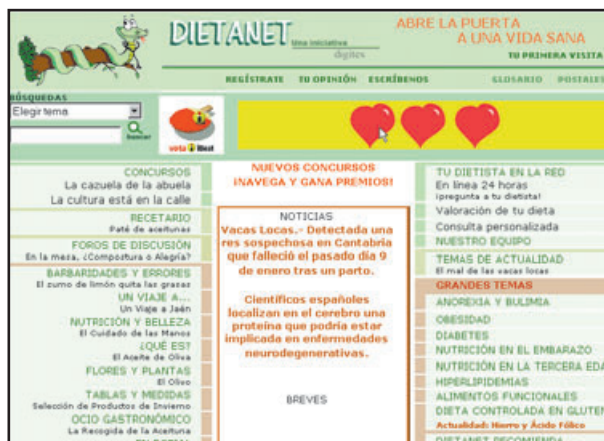 DIETANET
Una iniciativa
digitex
ABRE LA PUERTA
A UNA VIDA SANA
TU PRIMERA VISITA
REGÍSTRATE TU OPINIÓN ESCRÍBENOS GLOSARIO POSTALES
BÚSQUEDAS
Elegir tema
buscar
vota iBest
CONCURSOS
La cazuela de la abuela
La cultura está en la calle
RECETARIO
Paté de aceitunas
FOROS DE DISCUSIÓN
En la mesa, ¿Compostura o Alegría?
BARBARIDADES Y ERRORES
El zumo de limón quita las grasas
UN VIAJE A...
Un Viaje a Jaén
NUTRICIÓN Y BELLEZA
El Cuidado de las Manos
¿QUÉ ES?
El Aceite de Oliva
FLORES Y PLANTAS
El Olivo
TABLAS Y MEDIDAS
Selección de Productos de Invierno
OCIO GASTRONÓMICO
La Recogida de la Aceituna
NUEVOS CONCURSOS
¡NAVEGA Y GANA PREMIOS!
NOTICIAS
Vacas Locas.- Detectada una
res sospechosa en Cantabria
que falleció el pasado día 9
de enero tras un parto.
Científicos españoles
localizan en el cerebro una
proteína que podría estar
implicada en enfermedades
neurodegenerativas.
BREVES
TU DIETISTA EN LA RED
En línea 24 horas
¡pregunta a tu dietista!
Valoración de tu dieta
Consulta personalizada
NUESTRO EQUIPO
TEMAS DE ACTUALIDAD
El mal de las vacas locas
GRANDES TEMAS
ANOREXIA Y BULIMIA
OBESIDAD
DIABETES
NUTRICIÓN EN EL EMBARAZO
NUTRICIÓN EN LA TERCERA EDA
HIPERLIPIDEMIAS
ALIMENTOS FUNCIONALES
DIETA CONTROLADA EN GLUTEN
Actualidad: Hierro y Ácido Fólico
DIETANET RECOMIENDA